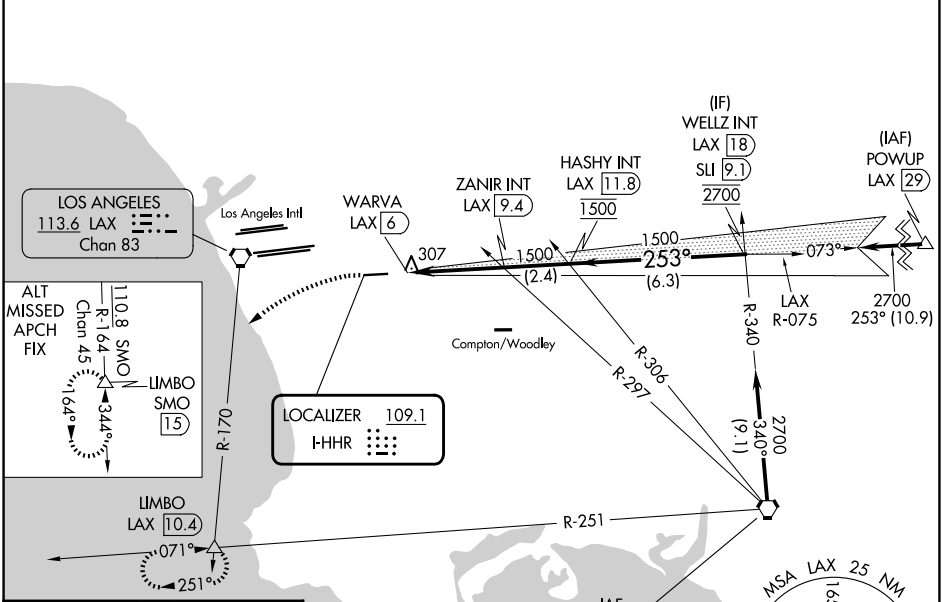 (IF)
WELLZ INT
LAX 18
SLI 9.1
2700
(IAF)
POWUP
LAX 29
HASHY INT
LAX 11.8
1500
ZANIR INT
LAX 9.4
WARVA
LAX 6
LOS ANGELES
113.6 LAX
Chan 83
Los Angeles Intl
307
1500
(2.4)
1500
253°
(6.3)
073°
LAX
R-075
2700
253° (10.9)
ALT
MISSED
APCH
FIX
110.8 SMO
Chan 45
R-164
LIMBO
SMO
15
164°
344°
R-170
Compton/Woodley
R-306
R-297
R-340
2700
340°
(9.1)
LOCALIZER 109.1
I-HHR
LIMBO
LAX 10.4
071°
251°
R-251
MSA LAX 25 NM